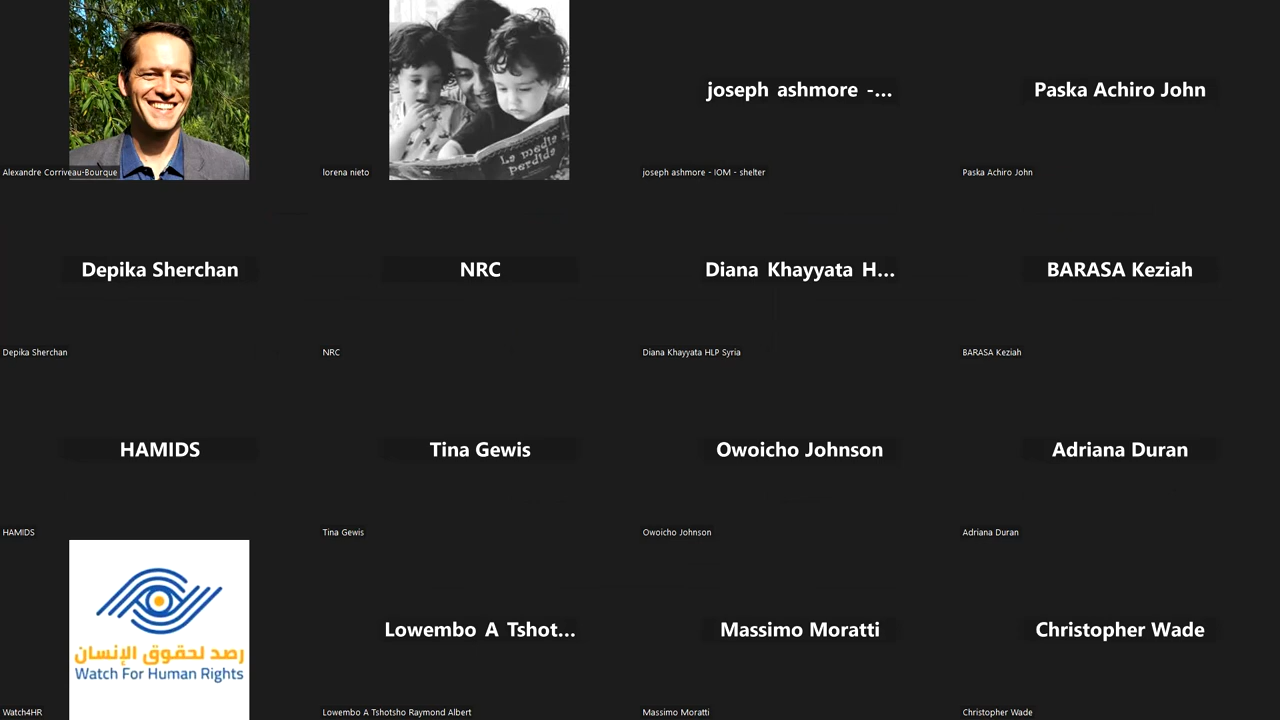 Alexandre Corriveau-Bourque
La media
perdida
lorena nieto
joseph ashmore -...
joseph ashmore - IOM - shelter
Paska Achiro John
Paska Achiro John
Depika Sherchan
Depika Sherchan
NRC
NRC
Diana Khayyata H...
Diana Khayyata HLP Syria
BARASA Keziah
BARASA Keziah
HAMIDS
HAMIDS
Tina Gewis
Tina Gewis
Owoicho Johnson
Owoicho Johnson
Adriana Duran
Adriana Duran
رصد لحقوق الإنسان
Watch For Human Rights
Watch4HR
Lowembo A Tshot...
Lowembo A Tshotsho Raymond Albert
Massimo Moratti
Massimo Moratti
Christopher Wade
Christopher Wade